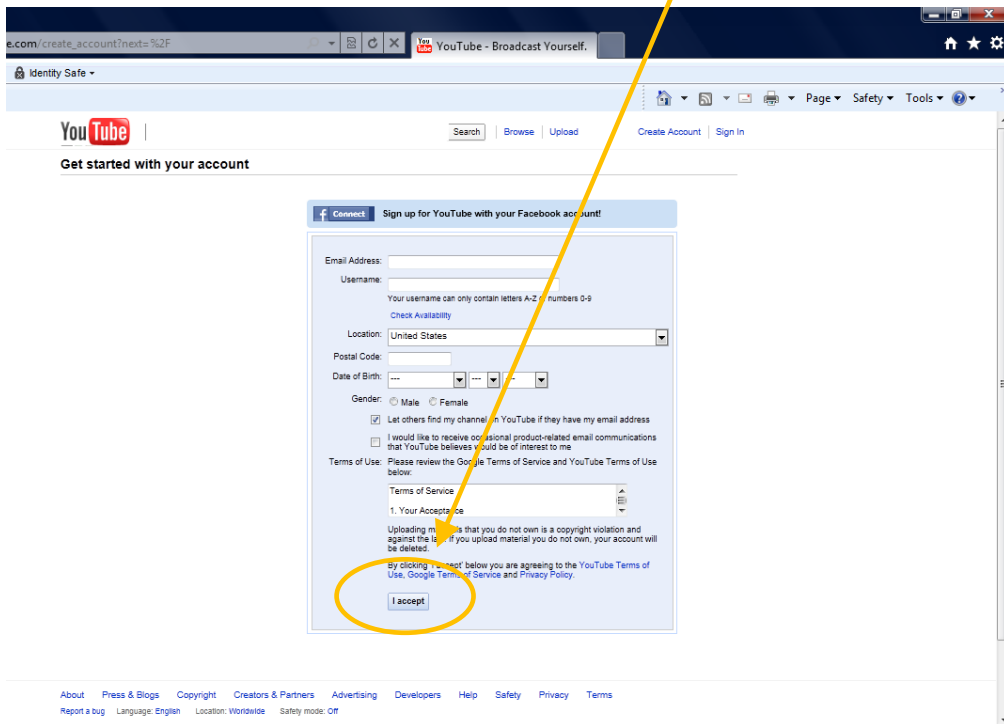 e.com/create_account?next=%2F
You Tube YouTube - Broadcast Yourself.
Identity Safe
Page Safety Tools
You Tube
Search Browse Upload Create Account Sign In
Get started with your account
f Connect Sign up for YouTube with your Facebook account!
Email Address:
Username:
Your username can only contain letters A-Z or numbers 0-9
Check Availability
Location: United States
Postal Code:
Date of Birth: --- --- ---
Gender: Male Female
Let others find my channel on YouTube if they have my email address
I would like to receive occasional product-related email communications
that YouTube believes would be of interest to me
Terms of Use: Please review the Google Terms of Service and YouTube Terms of Use
below:
Terms of Service
1. Your Acceptance
Uploading materials that you do not own is a copyright violation and
against the law. If you upload material you do not own, your account will
be deleted.
By clicking 'I accept' below you are agreeing to the YouTube Terms of
Use, Google Terms of Service and Privacy Policy.
I accept
About Press & Blogs Copyright Creators & Partners Advertising Developers Help Safety Privacy Terms
Report a bug Language: English Location: Worldwide Safety mode: Off